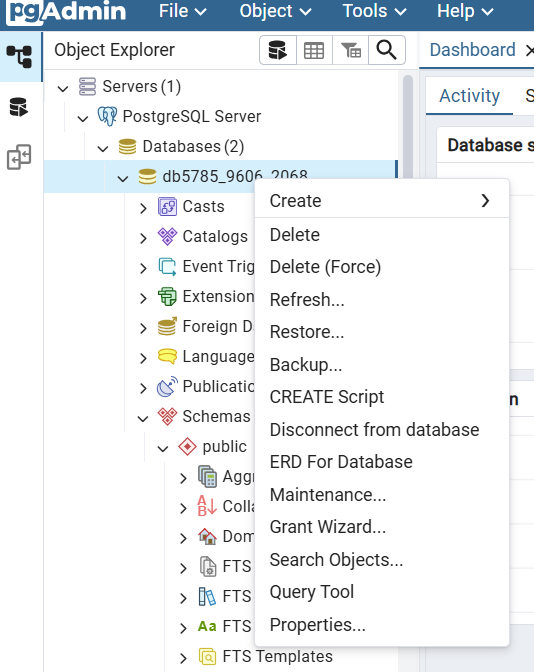 pgAdmin File Object Tools Help
Object Explorer
Dashboard
Servers (1)
Activity
PostgreSQL Server
Databases (2)
Database s
db5785_9606_2068
Casts
Create
Catalogs
Delete
Event Trig
Delete (Force)
Extension
Refresh...
Foreign Da
Restore...
Language
Backup...
Publicatio
CREATE Script
Schemas
Disconnect from database
public
ERD For Database
Aggr
Maintenance...
Colla
Grant Wizard...
Dom
FTS
Search Objects...
FTS
Query Tool
FTS
Properties...
FTS Templates